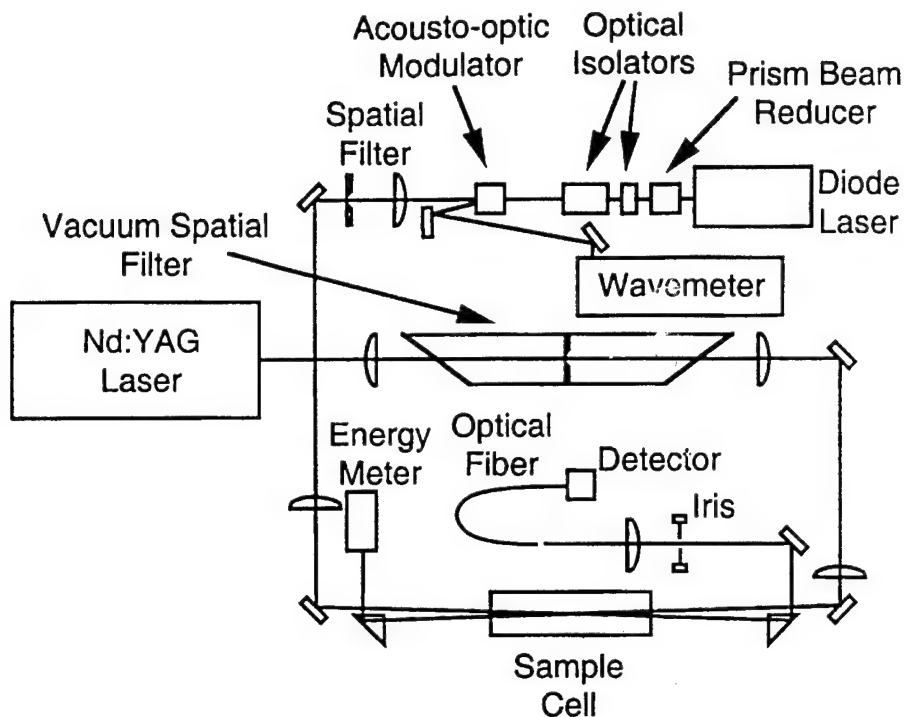 Acousto-optic
Modulator
Optical
Isolators
Prism Beam
Reducer
Spatial
Filter
Diode
Laser
Vacuum Spatial
Filter
Wavemeter
Nd:YAG
Laser
Energy
Meter
Optical
Fiber
Detector
Iris
Sample
Cell